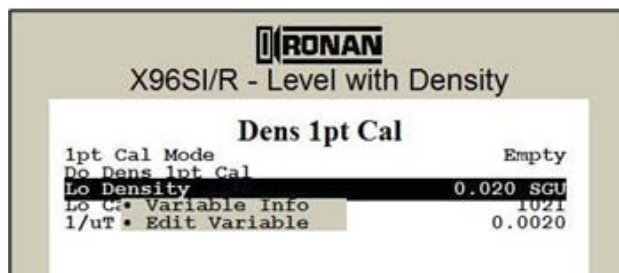 RONAN
X96SI/R - Level with Density
Dens 1pt Cal
1pt Cal Mode Empty
Do Dens 1pt Cal
Lo Density 0.020 SGU
Lo Ca 1021
• Variable Info
1/uT 0.0020
• Edit Variable